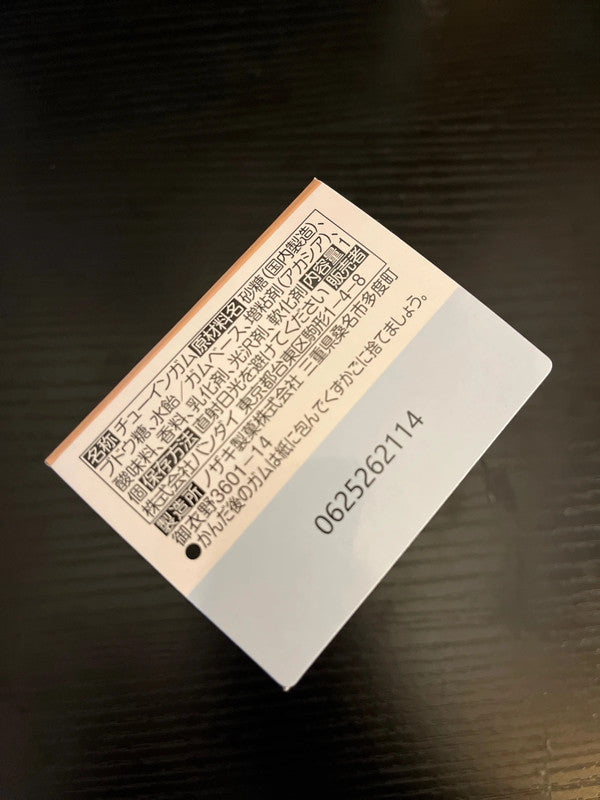 名称チューインガム原材料名砂糖(国内製造)、
ブドウ糖、水飴、ガムベース、増粘剤(アカシア)、
酸味料、香料、乳化剤、光沢剤、軟化剤内容量1
個保存方法直射日光を避けてください販売者
株式会社バンダイ 東京都台東区駒形1-4-8
製造所ノザキ製菓株式会社 三重県桑名市多度町
御衣野3601-14
●かんだ後のガムは紙に包んでくずかごに捨てましょう。
0625262114